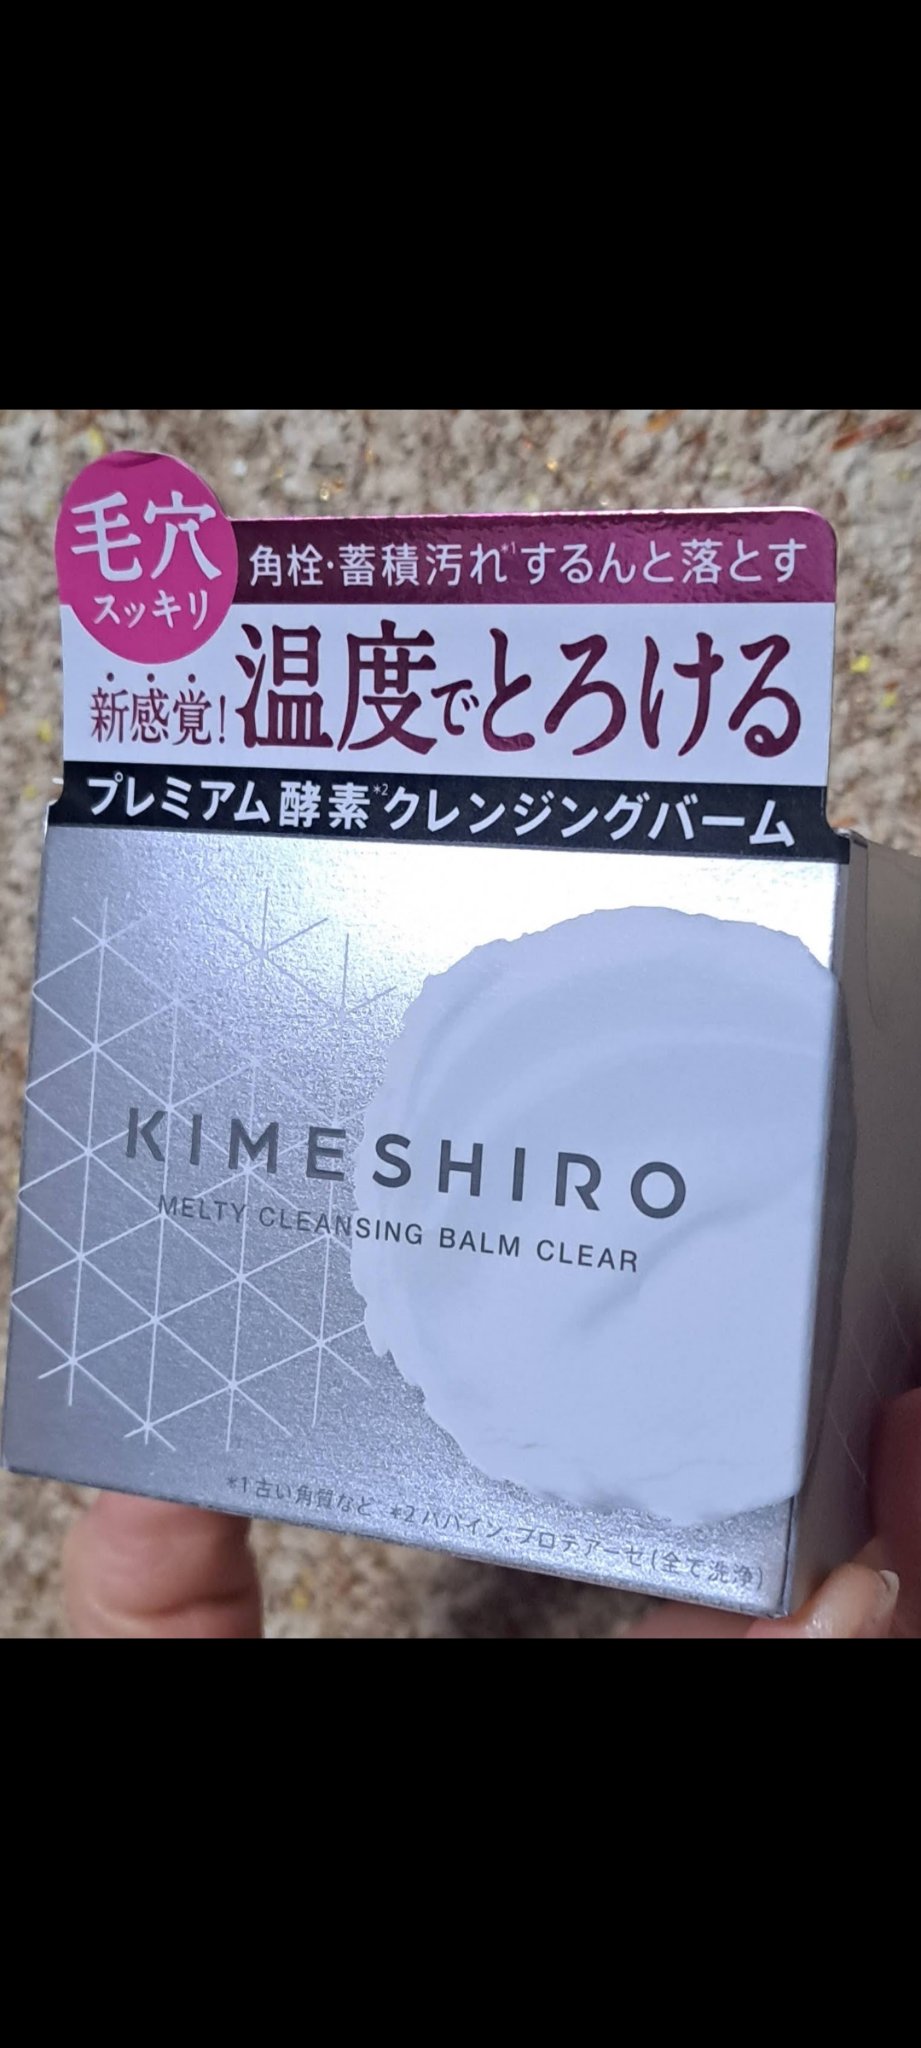 毛穴
スッキリ
角栓・蓄積汚れ*1するんと落とす
新感覚!温度でとろける
プレミアム酵素*2クレンジングバーム
KIMESHIRO
MELTY CLEANSING BALM CLEAR
*1古い角質など *2パパイン、プロテアーゼ(全て洗浄)